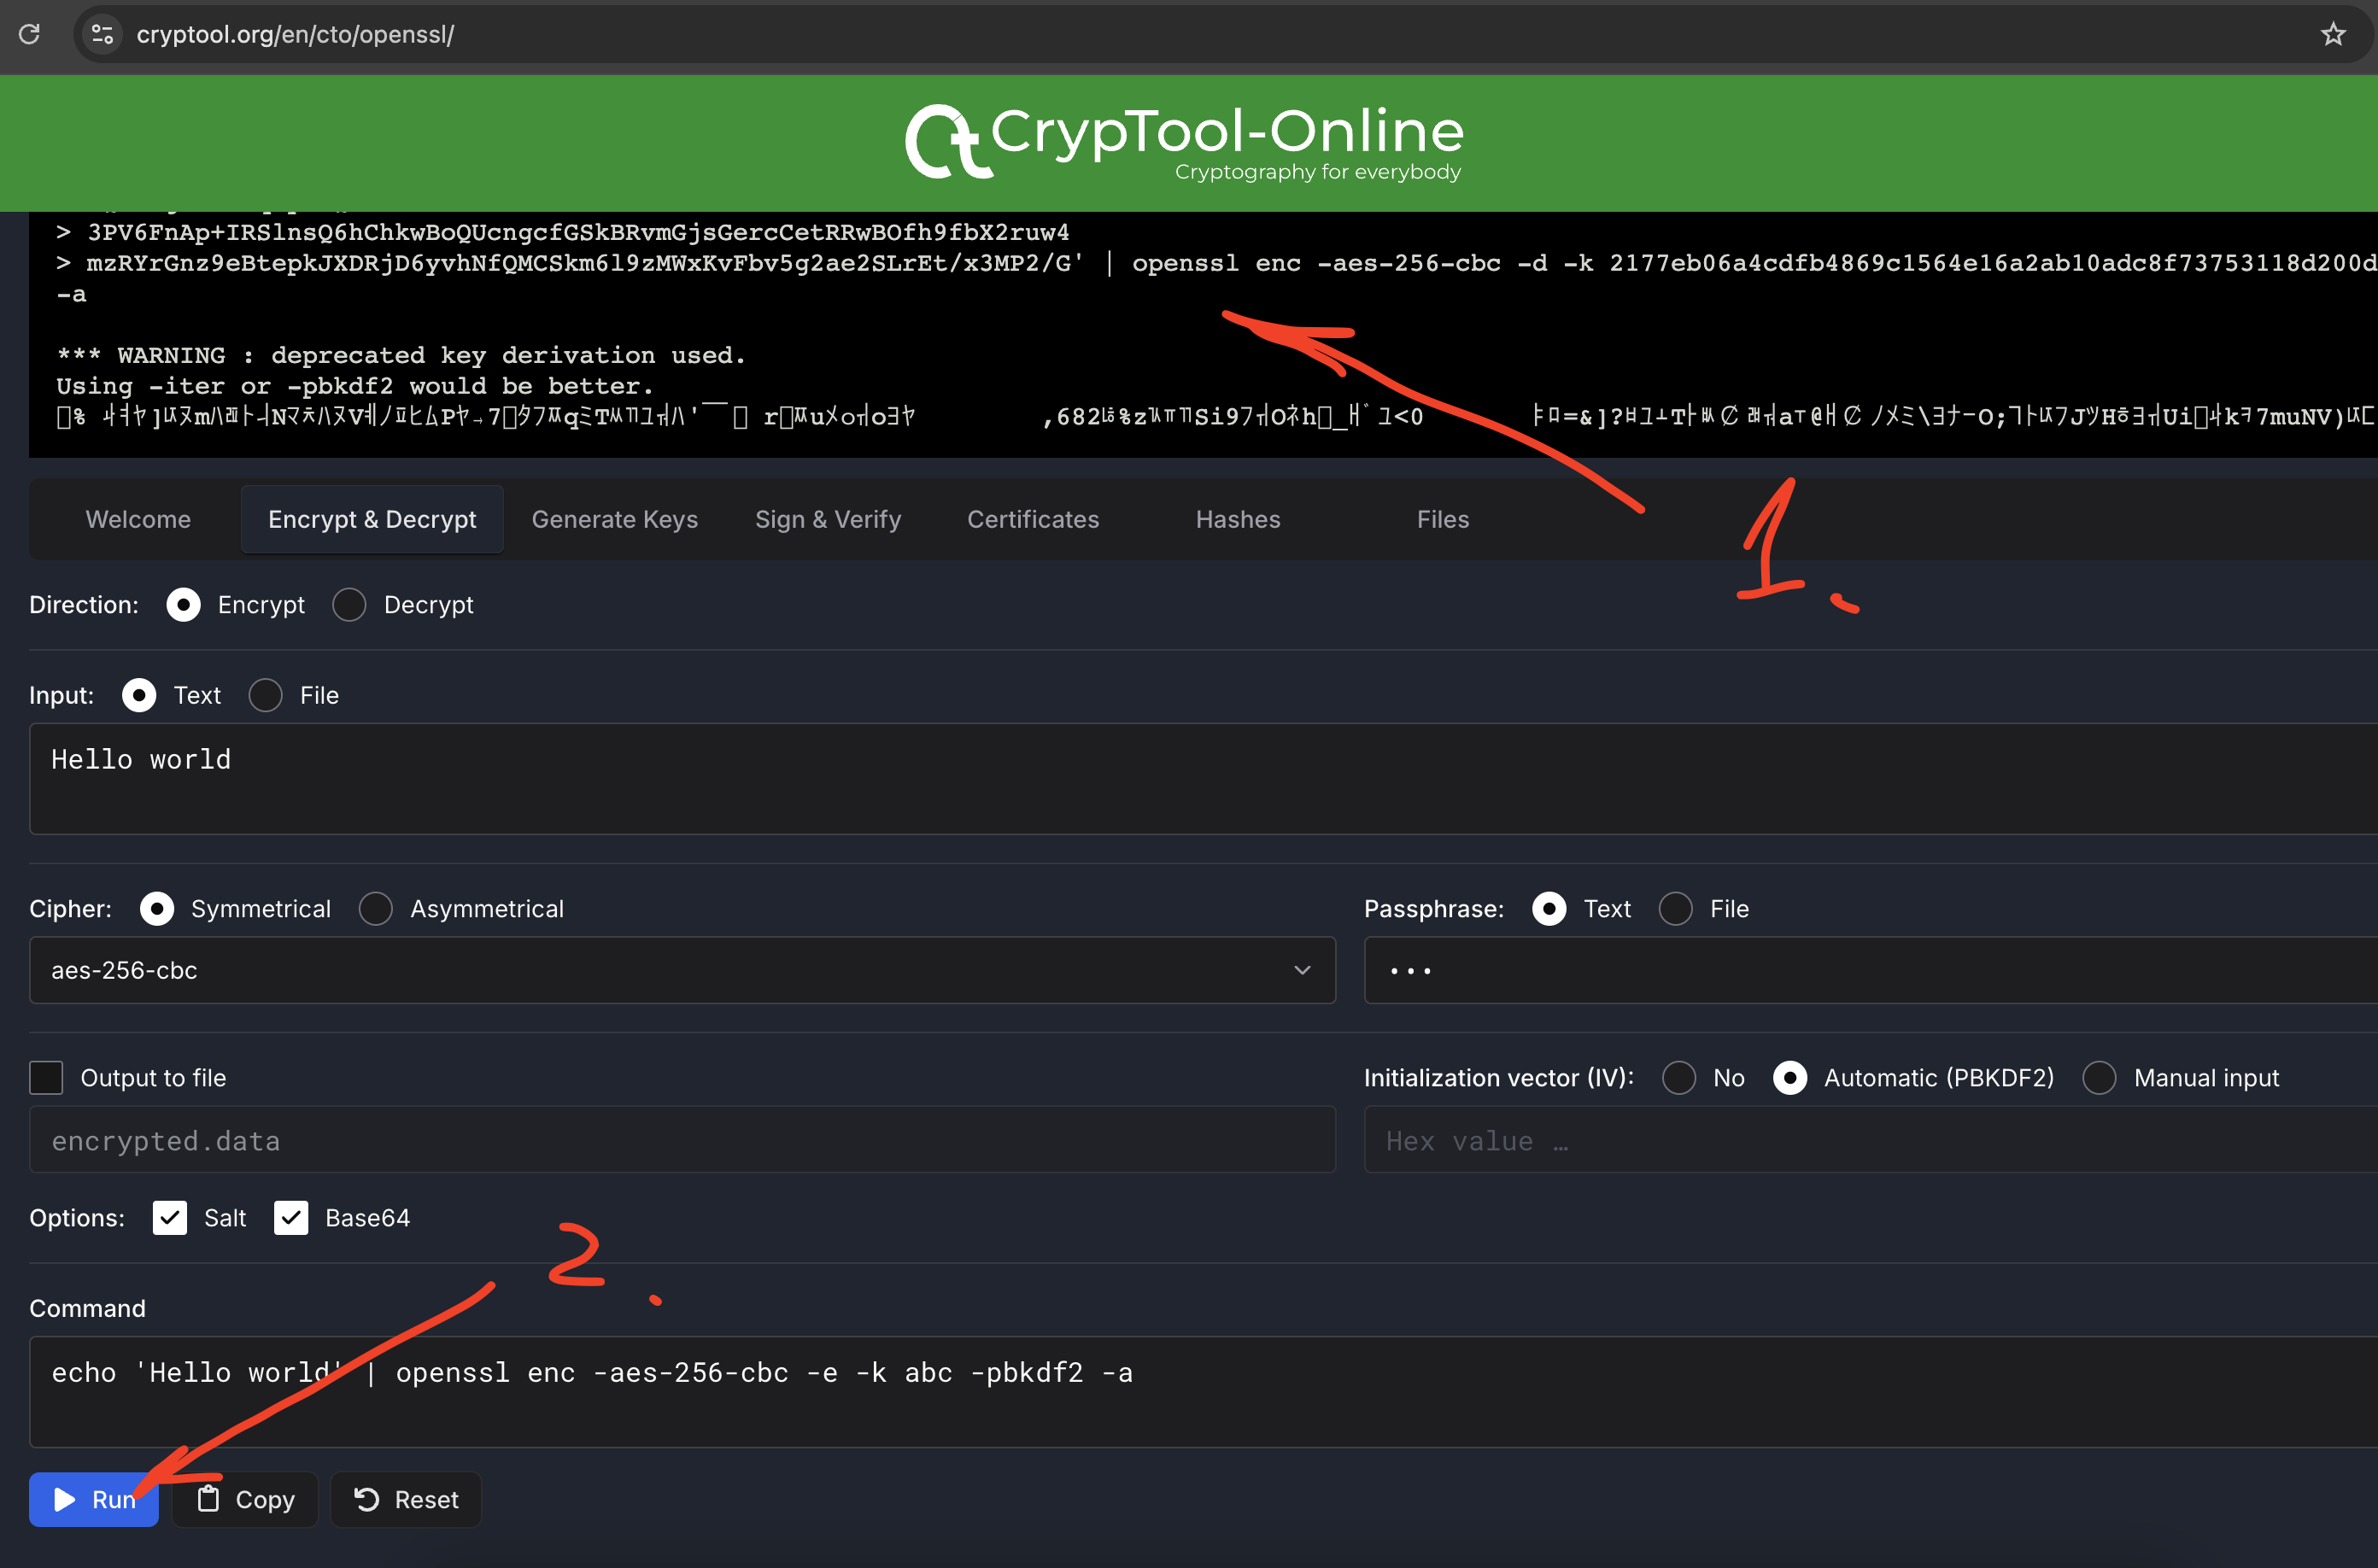 cryptool.org/en/cto/openssl/
CrypTool-Online
Cryptography for everybody
> 3PV6FnAp+IRSlnsQ6hChkwBoQUcngcfGSkBRvmGjsGercCetRRwBOfh9fbX2ruw4
> mzRYrGnz9eBtepkJXDRjD6yvhNfQMCSkm6l9zMWxKvFbv5g2ae2SLrEt/x3MP2/G' | openssl enc -aes-256-cbc -d -k 2177eb06a4cdfb4869c1564e16a2ab10adc8f73753118d200d
-a
*** WARNING : deprecated key derivation used.
Using -iter or -pbkdf2 would be better.
1.
Welcome Encrypt & Decrypt Generate Keys Sign & Verify Certificates Hashes Files
Direction: Encrypt Decrypt
Input: Text File
Hello world
Cipher: Symmetrical Asymmetrical Passphrase: Text File
aes-256-cbc
Output to file Initialization vector (IV): No Automatic (PBKDF2) Manual input
encrypted.data Hex value …
Options: Salt Base64
2.
Command
echo 'Hello world' | openssl enc -aes-256-cbc -e -k abc -pbkdf2 -a
Run Copy Reset